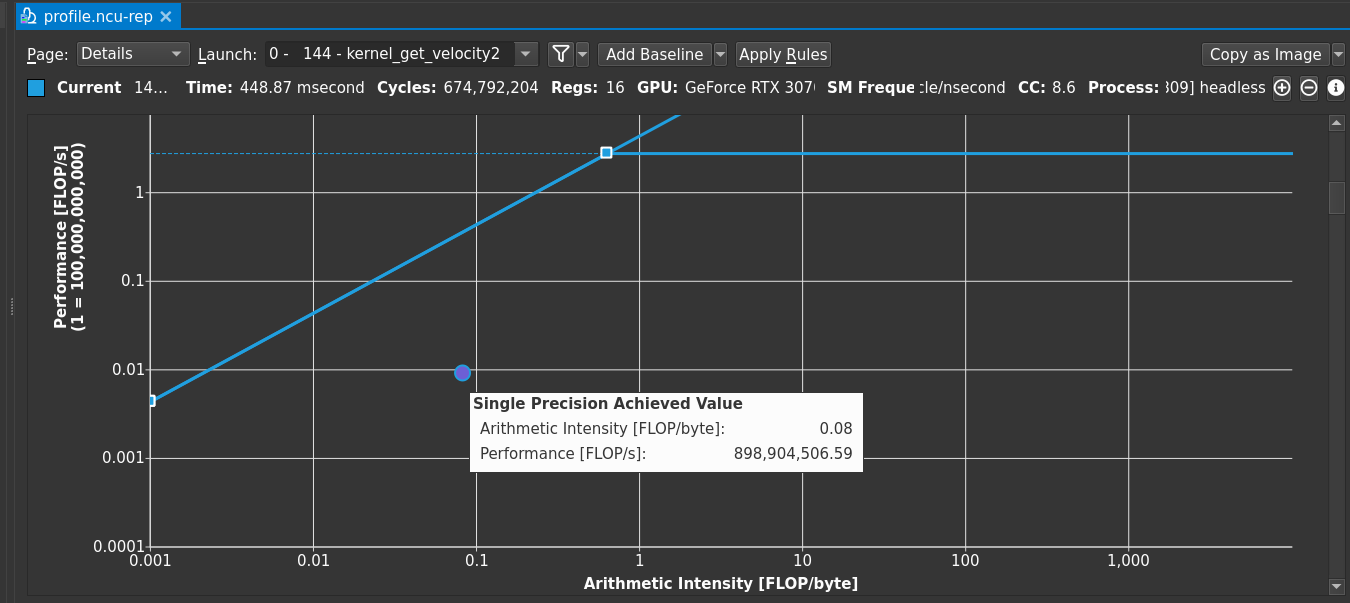 profile.ncu-rep
Page: Details Launch: 0 - 144 - kernel_get_velocity2 Add Baseline Apply Rules Copy as Image
Current 14... Time: 448.87 msecond Cycles: 674,792,204 Regs: 16 GPU: GeForce RTX 307 SM Freque cle/nsecond CC: 8.6 Process: 309] headless
Performance [FLOP/s]
(1 = 100,000,000,000)
1
0.1
0.01
0.001
0.0001
Single Precision Achieved Value
Arithmetic Intensity [FLOP/byte]: 0.08
Performance [FLOP/s]: 898,904,506.59
0.001 0.01 0.1 1 10 100 1,000
Arithmetic Intensity [FLOP/byte]